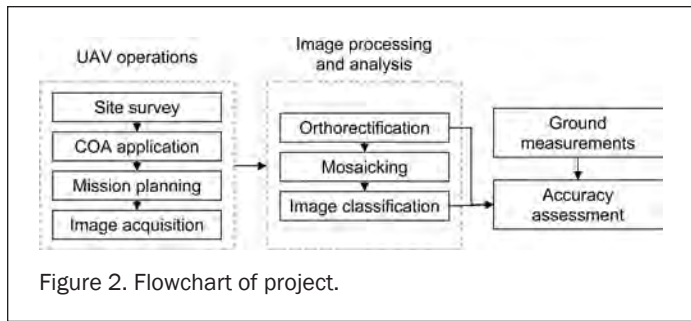 UAV operations
Site survey
COA application
Mission planning
Image acquisition
Image processing
and analysis
Orthorectification
Mosaicking
Image classification
Ground
measurements
Accuracy
assessment
Figure 2. Flowchart of project.